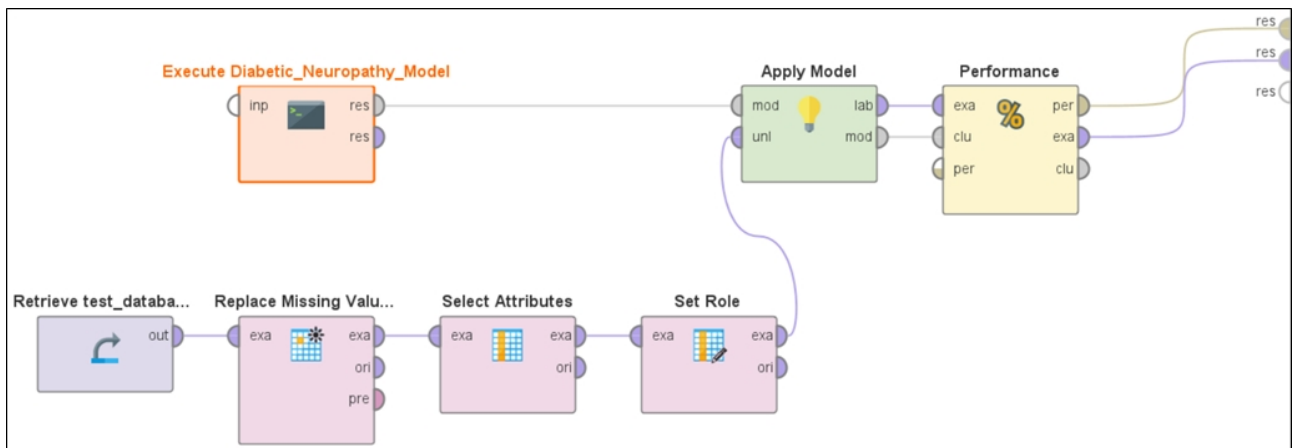 res
res
res
Execute Diabetic_Neuropathy_Model
inp res
res
Apply Model
mod lab
unl mod
Performance
exa per
clu exa
per clu
Retrieve test_databa...
out
Replace Missing Valu...
exa exa
ori
pre
Select Attributes
exa exa
ori
Set Role
exa exa
ori